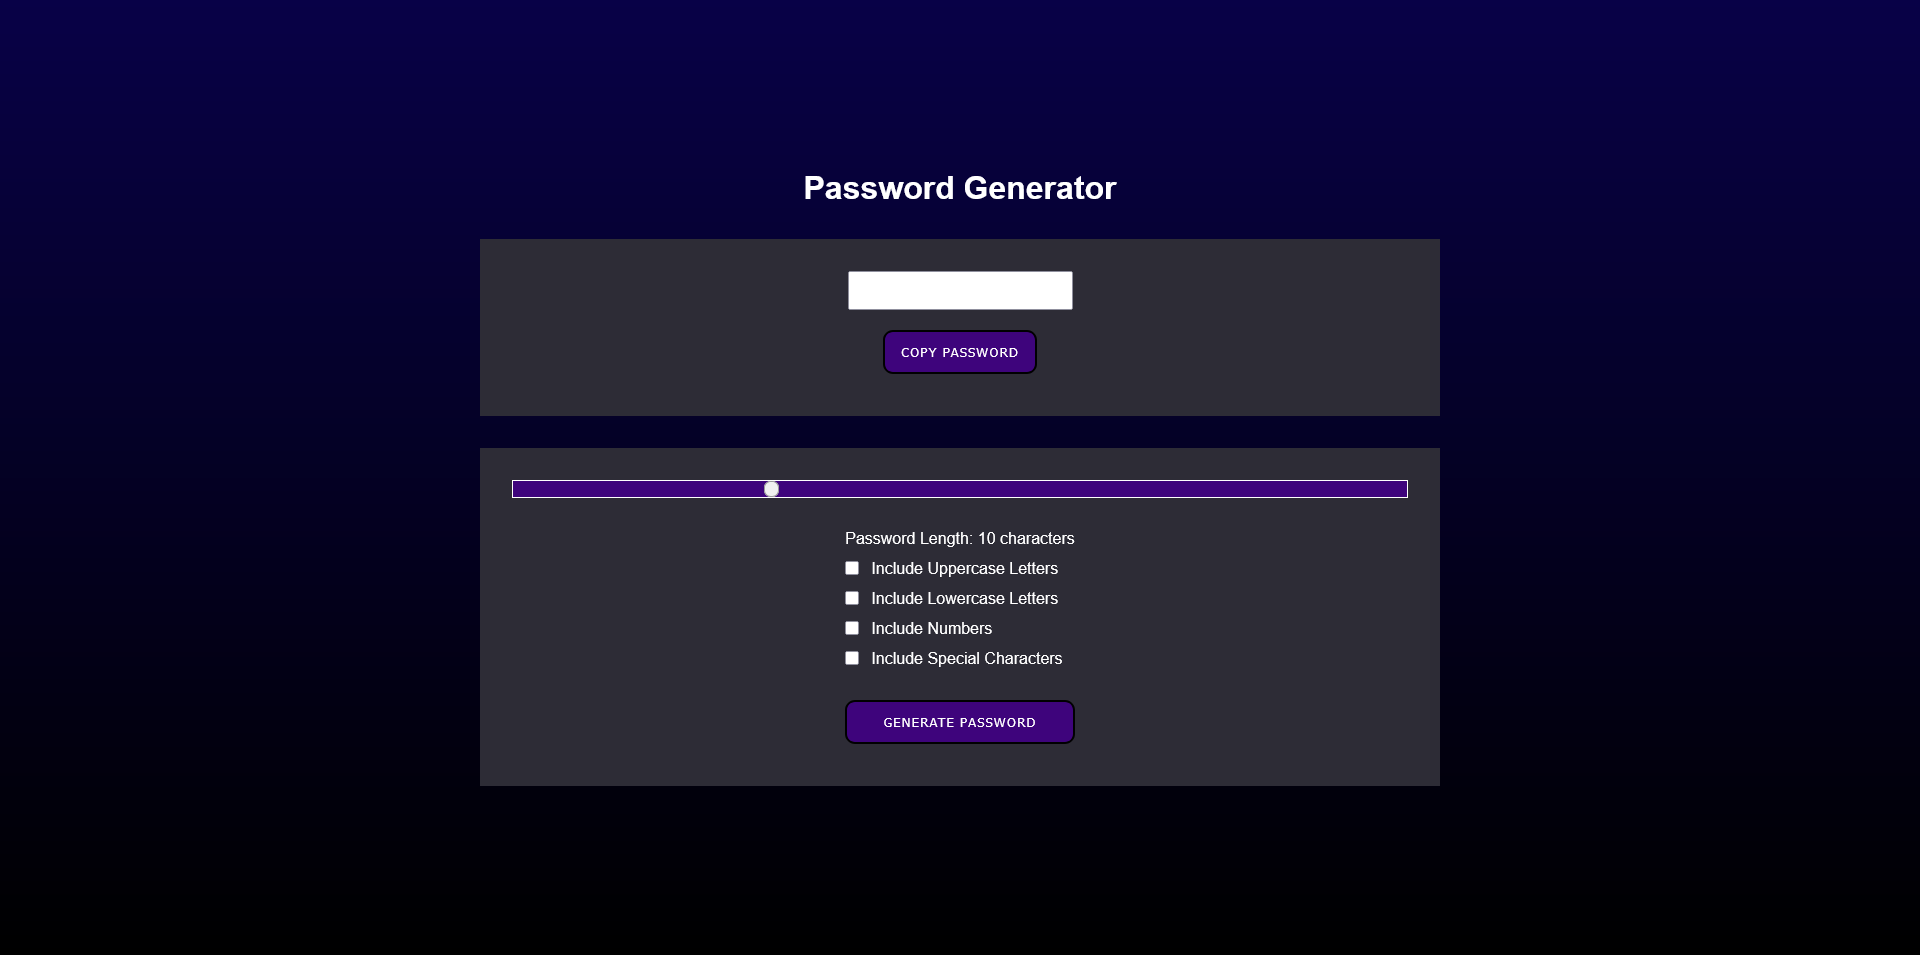 Password Generator
COPY PASSWORD
Password Length: 10 characters
Include Uppercase Letters
Include Lowercase Letters
Include Numbers
Include Special Characters
GENERATE PASSWORD